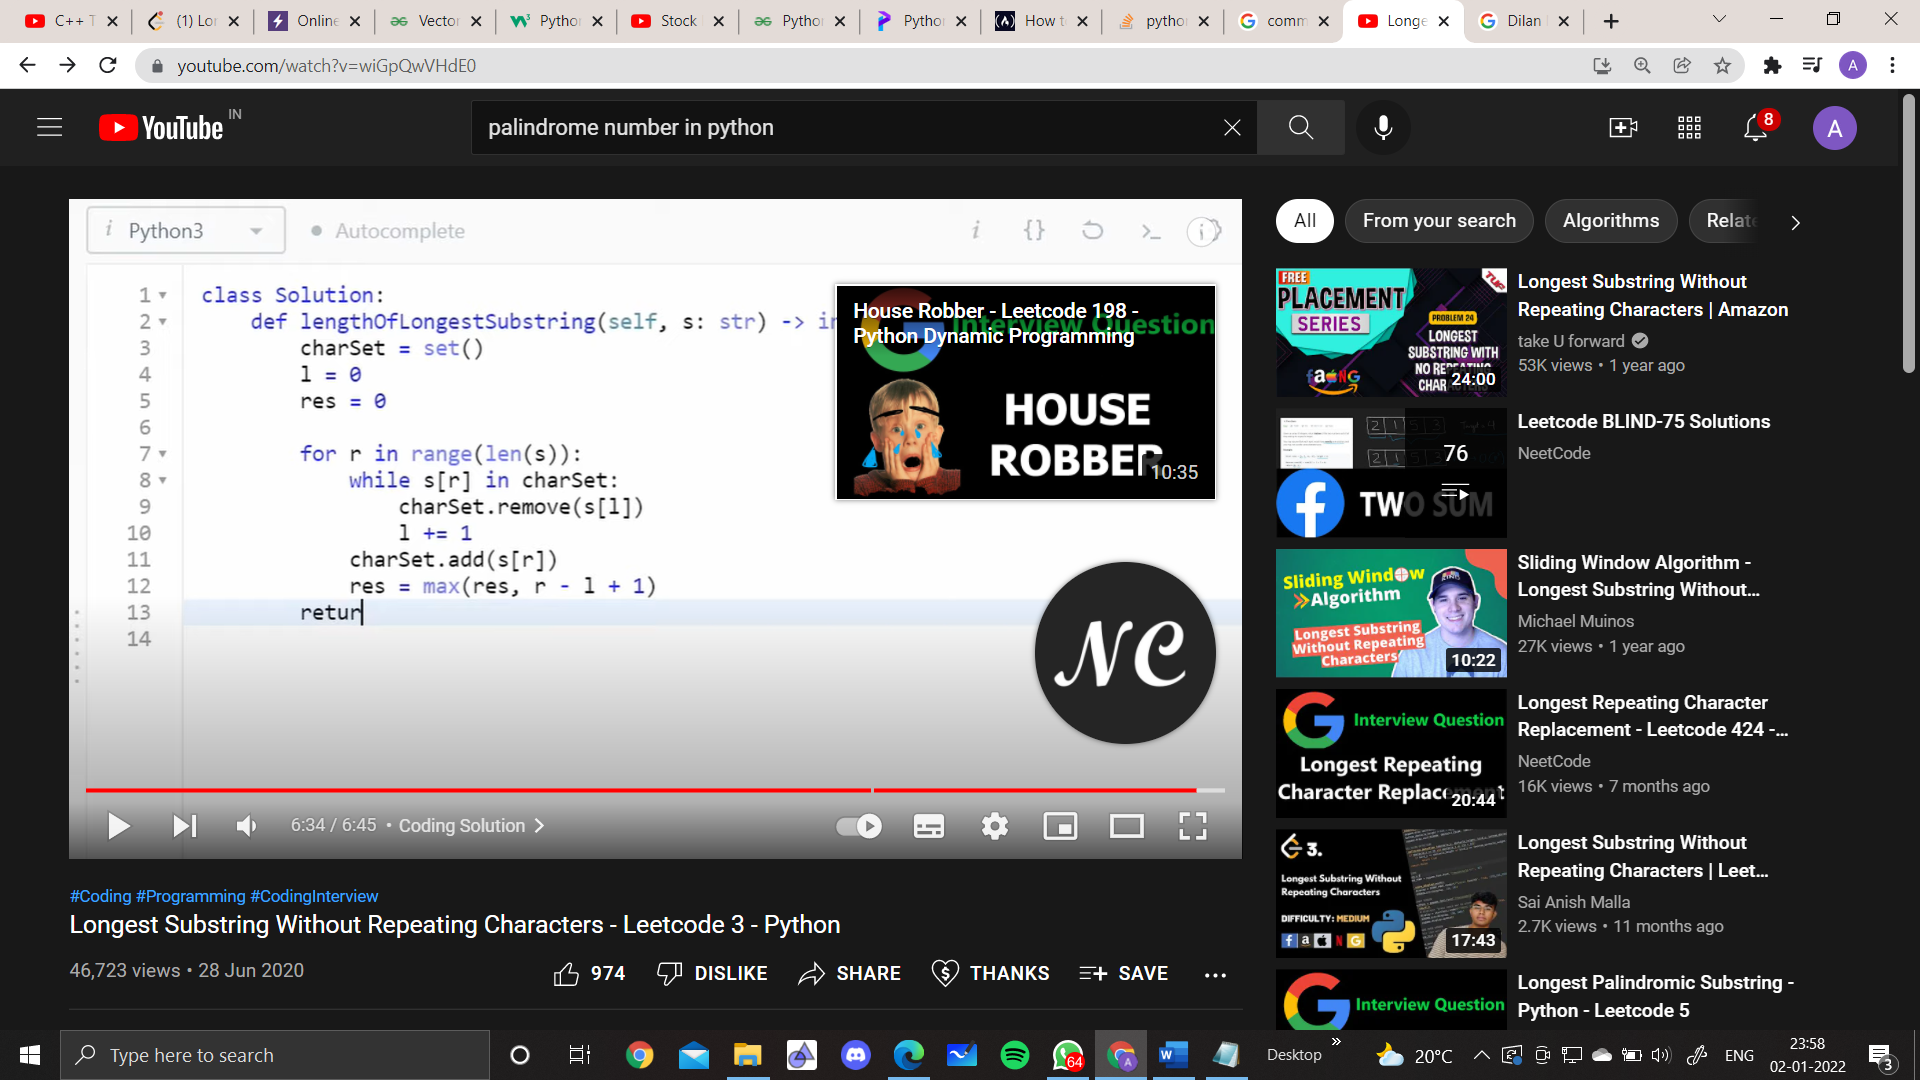 C++ T
(1) Lor
Online
Vector
Pytho
Stock
Pytho
Pytho
How t
pytho
comm
Longe
Dilan
youtube.com/watch?v=wiGpQwVHdE0
A
YouTube IN
palindrome number in python
8
A
Python3
Autocomplete
1 class Solution:
2 def lengthOfLongestSubstring(self, s: str) -> in
3 charSet = set()
4 l = 0
5 res = 0
6
7 for r in range(len(s)):
8 while s[r] in charSet:
9 charSet.remove(s[l])
10 l += 1
11 charSet.add(s[r])
12 res = max(res, r - l + 1)
13 retur
14
House Robber - Leetcode 198 -
Python Dynamic Programming
Interview Question
HOUSE
ROBBER
10:35
NC
6:34 / 6:45 • Coding Solution
#Coding #Programming #CodingInterview
Longest Substring Without Repeating Characters - Leetcode 3 - Python
46,723 views • 28 Jun 2020
974
DISLIKE
SHARE
THANKS
SAVE
All
From your search
Algorithms
Relate
FREE
PLACEMENT
SERIES
TUF
PROBLEM 24
LONGEST
SUBSTRING WITH
NO REPEATING
CHAR
24:00
Longest Substring Without
Repeating Characters | Amazon
take U forward
53K views • 1 year ago
2 1 5 3
76
TWO SUM
Leetcode BLIND-75 Solutions
NeetCode
Sliding Window
Algorithm
Longest Substring
Without Repeating
Characters
10:22
Sliding Window Algorithm -
Longest Substring Without...
Michael Muinos
27K views • 1 year ago
Interview Question
Longest Repeating
Character Replacement
20:44
Longest Repeating Character
Replacement - Leetcode 424 -...
NeetCode
16K views • 7 months ago
3.
Longest Substring Without
Repeating Characters
DIFFICULTY: MEDIUM
17:43
Longest Substring Without
Repeating Characters | Leet...
Sai Anish Malla
2.7K views • 11 months ago
Interview Question
Longest Palindromic Substring -
Python - Leetcode 5
Type here to search
64
Desktop
20°C
ENG
23:58
02-01-2022
3